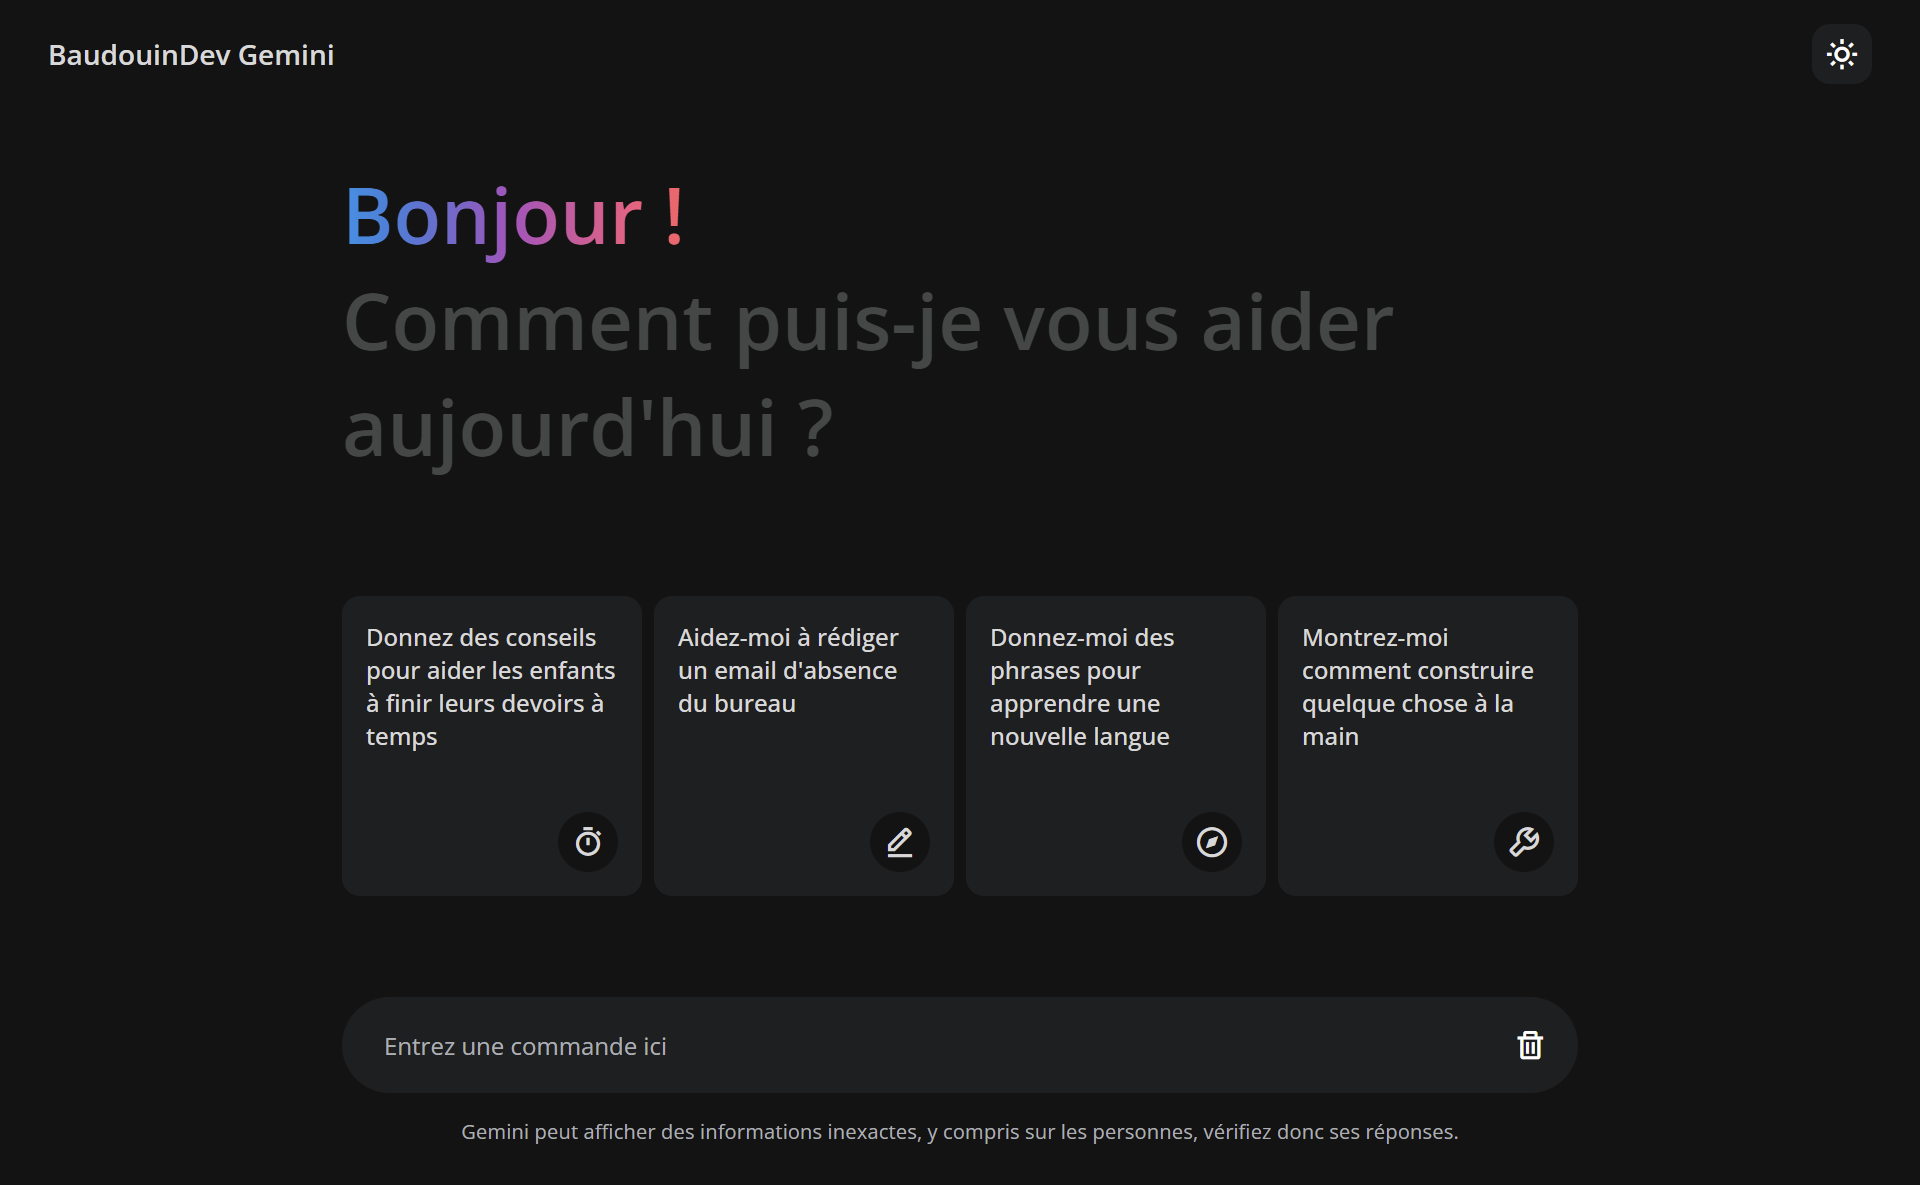 BaudouinDev Gemini
Bonjour !
Comment puis-je vous aider
aujourd'hui ?
Donnez des conseils
pour aider les enfants
à finir leurs devoirs à
temps
Aidez-moi à rédiger
un email d'absence
du bureau
Donnez-moi des
phrases pour
apprendre une
nouvelle langue
Montrez-moi
comment construire
quelque chose à la
main
Entrez une commande ici
Gemini peut afficher des informations inexactes, y compris sur les personnes, vérifiez donc ses réponses.